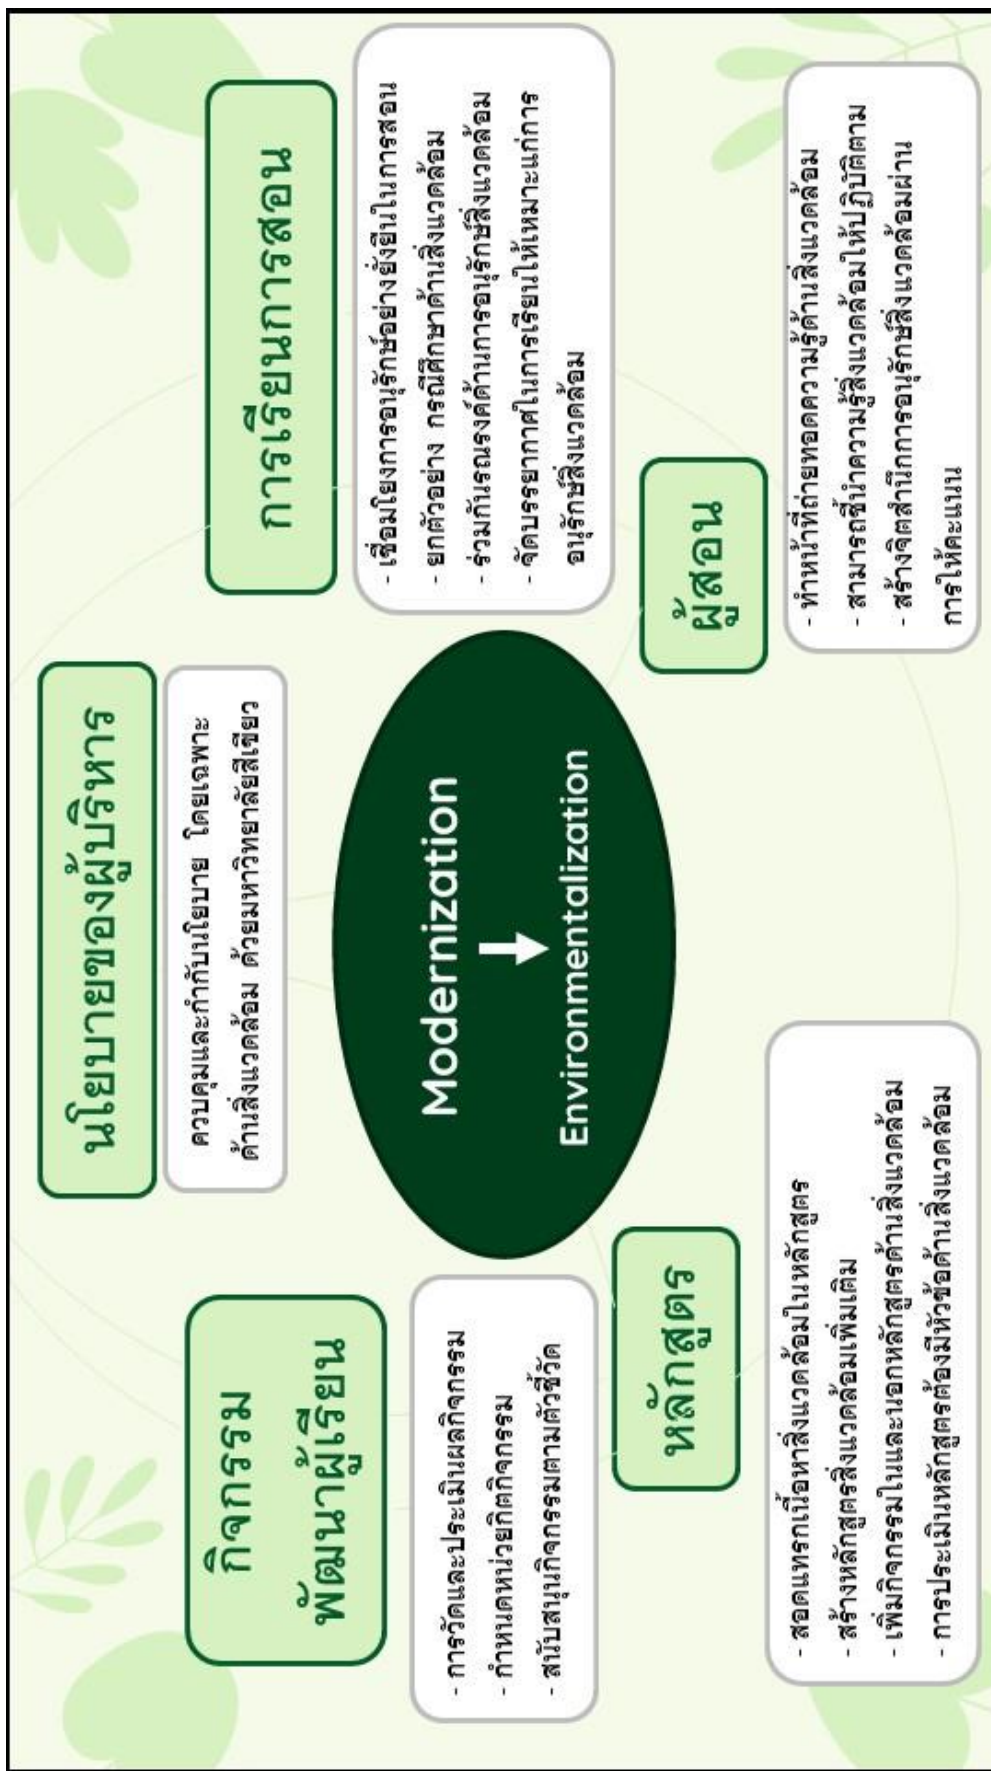 นโยบายของผู้บริหาร
ควบคุมและกำกับนโยบาย โดยเฉพาะ
ด้านสิ่งแวดล้อม ด้วยมหาวิทยาลัยสีเขียว
กิจกรรม
พัฒนาผู้เรียน
- การวัดและประเมินผลกิจกรรม
- กำหนดหน่วยกิตกิจกรรม
- สนับสนุนกิจกรรมตามตัวชี้วัด
Modernization
Environmentalization
การเรียนการสอน
- เชื่อมโยงการอนุรักษ์อย่างยั่งยืนในการสอน
- ยกตัวอย่าง กรณีศึกษาด้านสิ่งแวดล้อม
- ร่วมกันรณรงค์ด้านการอนุรักษ์สิ่งแวดล้อม
- จัดบรรยากาศในการเรียนให้เหมาะแก่การ
อนุรักษ์สิ่งแวดล้อม
หลักสูตร
- สอดแทรกเนื้อหาสิ่งแวดล้อมในหลักสูตร
- สร้างหลักสูตรสิ่งแวดล้อมเพิ่มเติม
- เพิ่มกิจกรรมในและนอกหลักสูตรด้านสิ่งแวดล้อม
- การประเมินหลักสูตรต้องมีหัวข้อด้านสิ่งแวดล้อม
ผู้สอน
- ทำหน้าที่ถ่ายทอดความรู้ด้านสิ่งแวดล้อม
- สามารถชี้นำความรู้สิ่งแวดล้อมให้ปฏิบัติตาม
- สร้างจิตสำนึกการอนุรักษ์สิ่งแวดล้อมผ่าน
การให้คะแนน